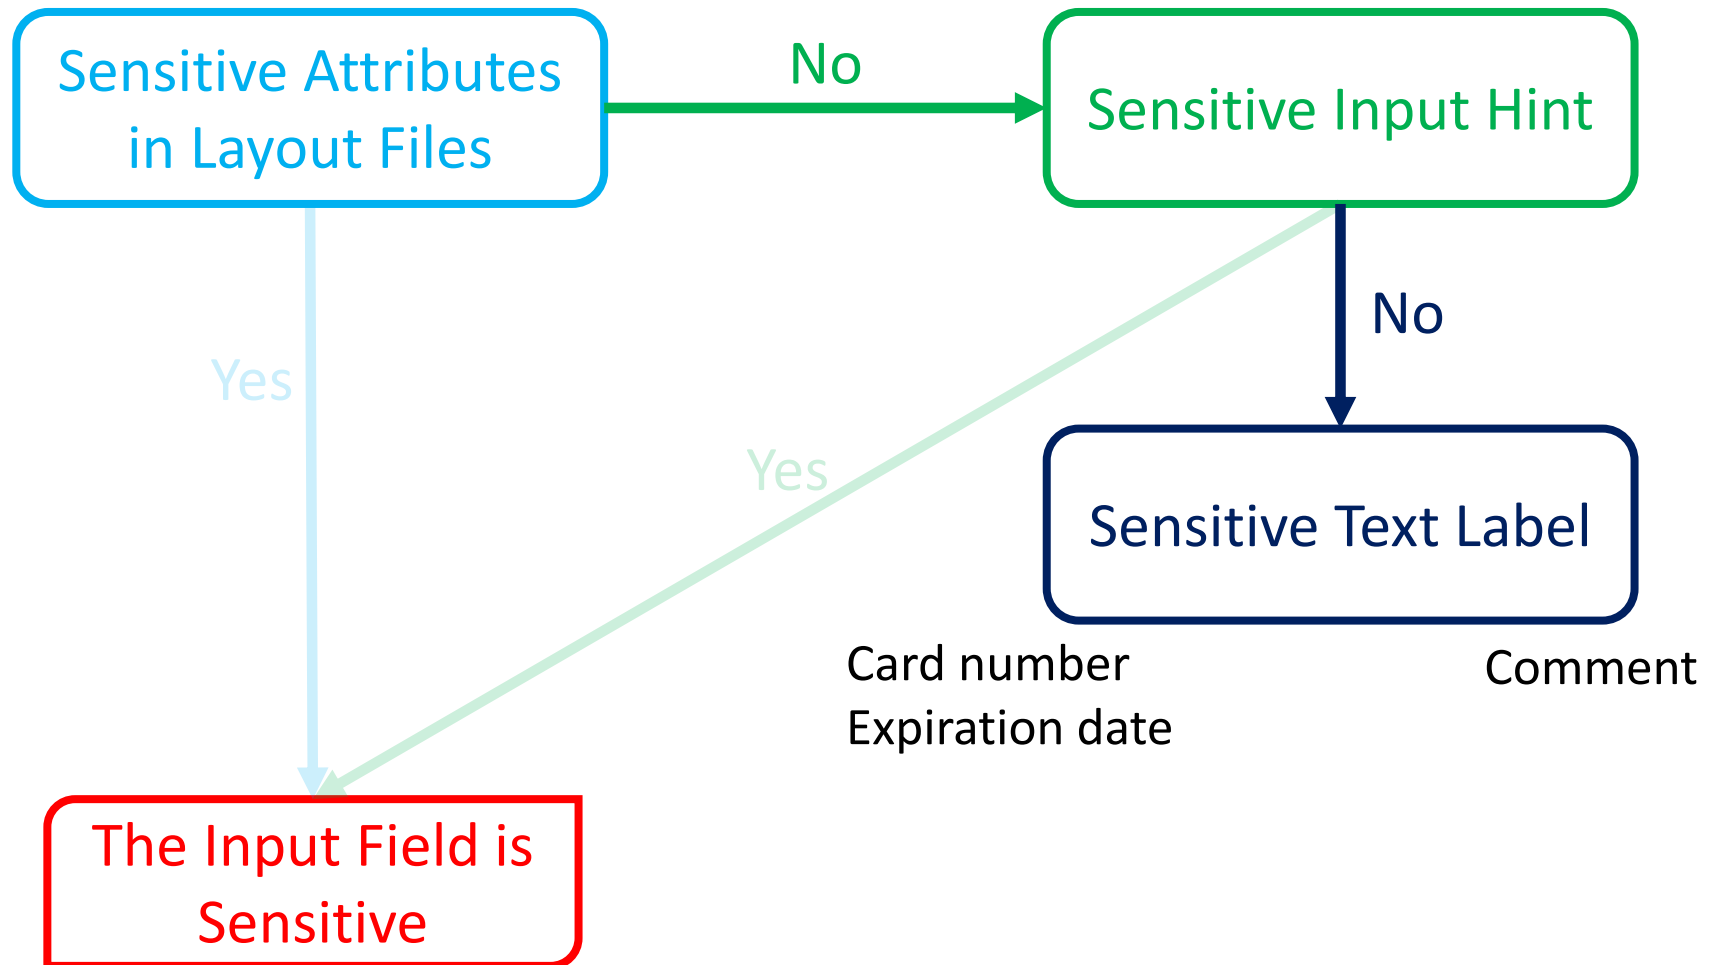 Sensitive Attributes
in Layout Files
No
Sensitive Input Hint
Yes
No
Yes
Sensitive Text Label
Card number
Expiration date
Comment
The Input Field is
Sensitive